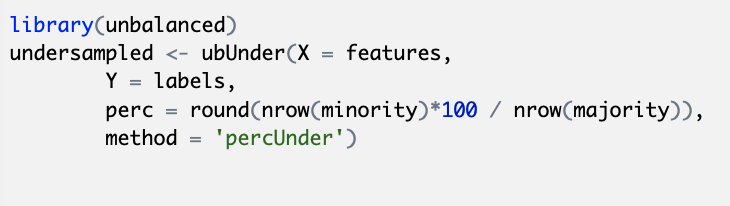 library(unbalanced)
undersampled <- ubUnder(X = features,
        Y = labels,
        perc = round(nrow(minority)*100 / nrow(majority)),
        method = 'percUnder')